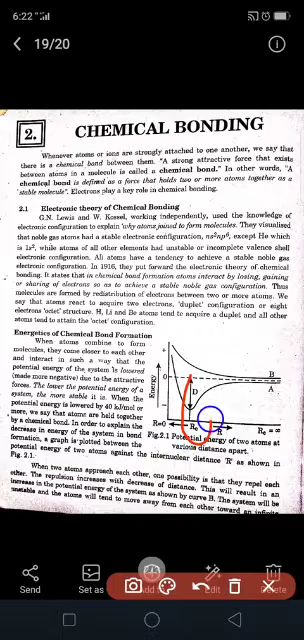 6:22
19/20
2. CHEMICAL BONDING
Whenever atoms or ions are strongly attached to one another, we say that
there is a chemical bond between them. "A strong attractive force that exists
between atoms in a molecule is called a chemical bond." In other words, "A
chemical bond is defined as a force that holds two or more atoms together as a
stable molecule". Electrons play a key role in chemical bonding.
2.1 Electronic theory of Chemical Bonding
G.N. Lewis and W. Kossel, working independently, used the knowledge of
electronic configuration to explain 'why atoms joined to form molecules. They visualised
that noble gas atoms had a stable electronic configuration, ns²np⁶, except He which
is 1s², while atoms of all other elements had unstable or incomplete valence shell
electronic configuration. All atoms have a tendency to achieve a stable noble gas
electronic configuration. In 1916, they put forward the electronic theory of chemical
bonding. It states that in chemical bond formation atoms interact by losing, gaining
or sharing of electrons so as to achieve a stable noble gas configuration. Thus
molecules are formed by redistribution of electrons between two or more atoms. We
say that atoms react to acquire two electrons, 'duplet' configuration or eight
electrons 'octet' structure. H, Li and Be atoms tend to acquire a duplet and all other
atoms tend to attain the 'octet' configuration.
Energetics of Chemical Bond Formation
When atoms combine to form
molecules, they come closer to each other
and interact in such a way that the
potential energy of the system is lowered
(made more negative) due to the attractive
forces. The lower the potential energy of a
system, the more stable it is. When the
potential energy is lowered by 40 kJ/mol or
more, we say that atoms are held together
by a chemical bond. In order to explain the
decrease in energy of the system in bond
formation, a graph is plotted between the
potential energy of two atoms against the internuclear distance 'R' as shown in
Fig. 2.1.
+
Energy
0
-
D
B
A
R=0
R₀
R
R₀ = ∞
Fig.2.1 Potential energy of two atoms at
various distance apart.
When two atoms approach each other, one possibility is that they repel each
other. The repulsion increases with decrease of distance. This will result in an
increase in the potential energy of the system as shown by curve B. The system will be
unstable and the atoms will tend to move away from each other toward an infinite
Send
Set as
Add
Edit
Delete